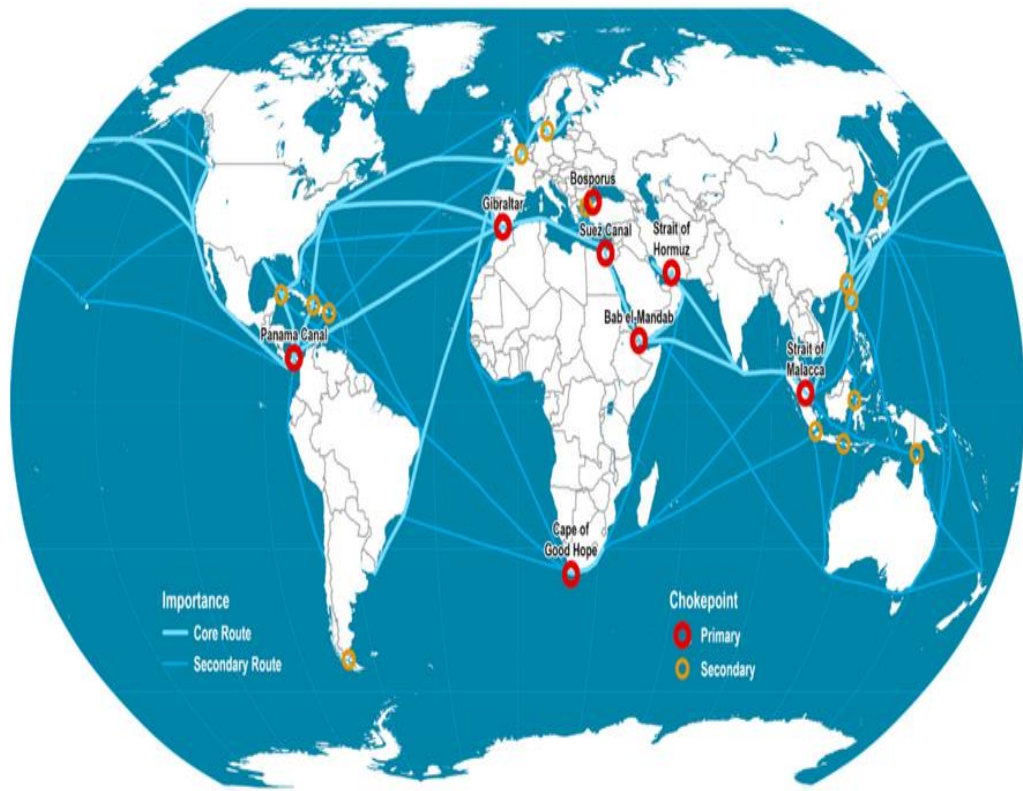 Bosporus
Gibraltar
Suez Canal
Strait of
Hormuz
Bab el-Mandab
Panama Canal
Strait of
Malacca
Cape of
Good Hope
Importance
Core Route
Secondary Route
Chokepoint
Primary
Secondary